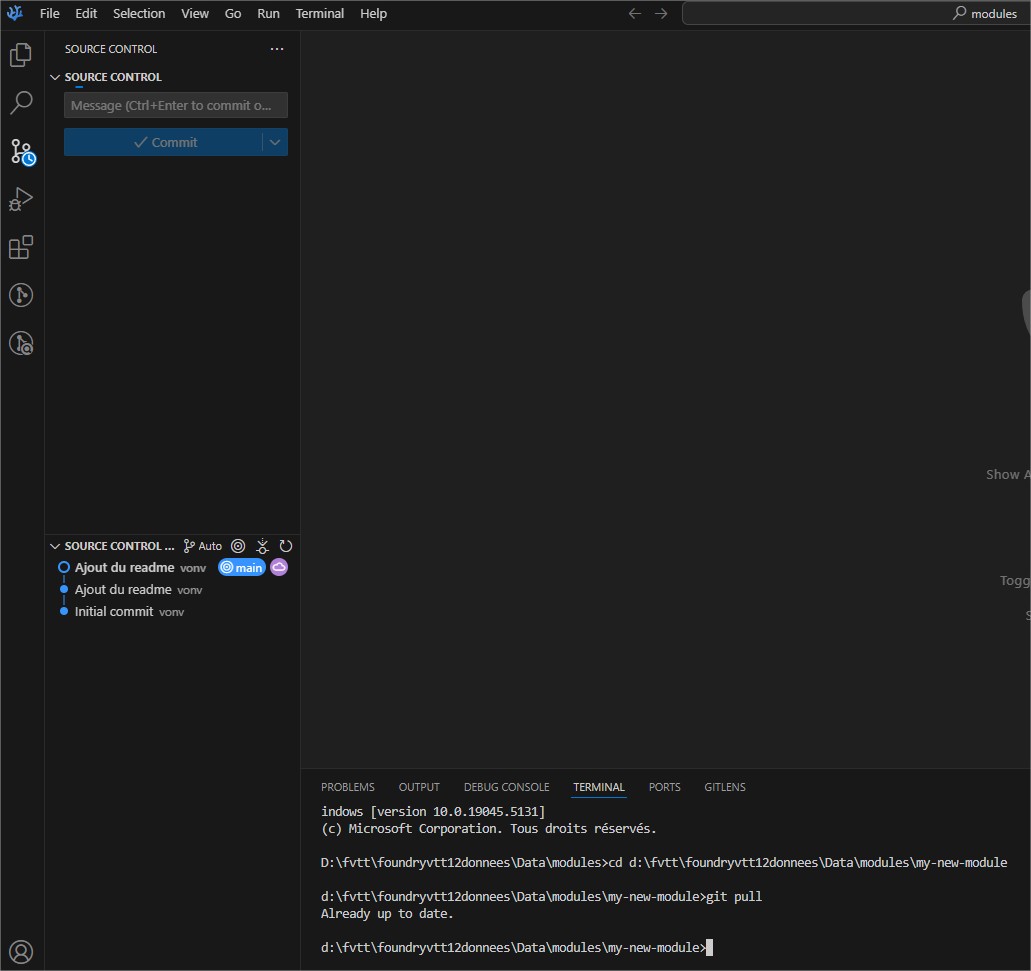 File Edit Selection View Go Run Terminal Help
modules
SOURCE CONTROL
SOURCE CONTROL
Message (Ctrl+Enter to commit o...
Commit
Show A
Togg
S
SOURCE CONTROL ... Auto
Ajout du readme vonv main
Ajout du readme vonv
Initial commit vonv
PROBLEMS OUTPUT DEBUG CONSOLE TERMINAL PORTS GITLENS
indows [version 10.0.19045.5131]
(c) Microsoft Corporation. Tous droits réservés.
D:\fvtt\foundryvtt12donnees\Data\modules>cd d:\fvtt\foundryvtt12donnees\Data\modules\my-new-module
d:\fvtt\foundryvtt12donnees\Data\modules\my-new-module>git pull
Already up to date.
d:\fvtt\foundryvtt12donnees\Data\modules\my-new-module>